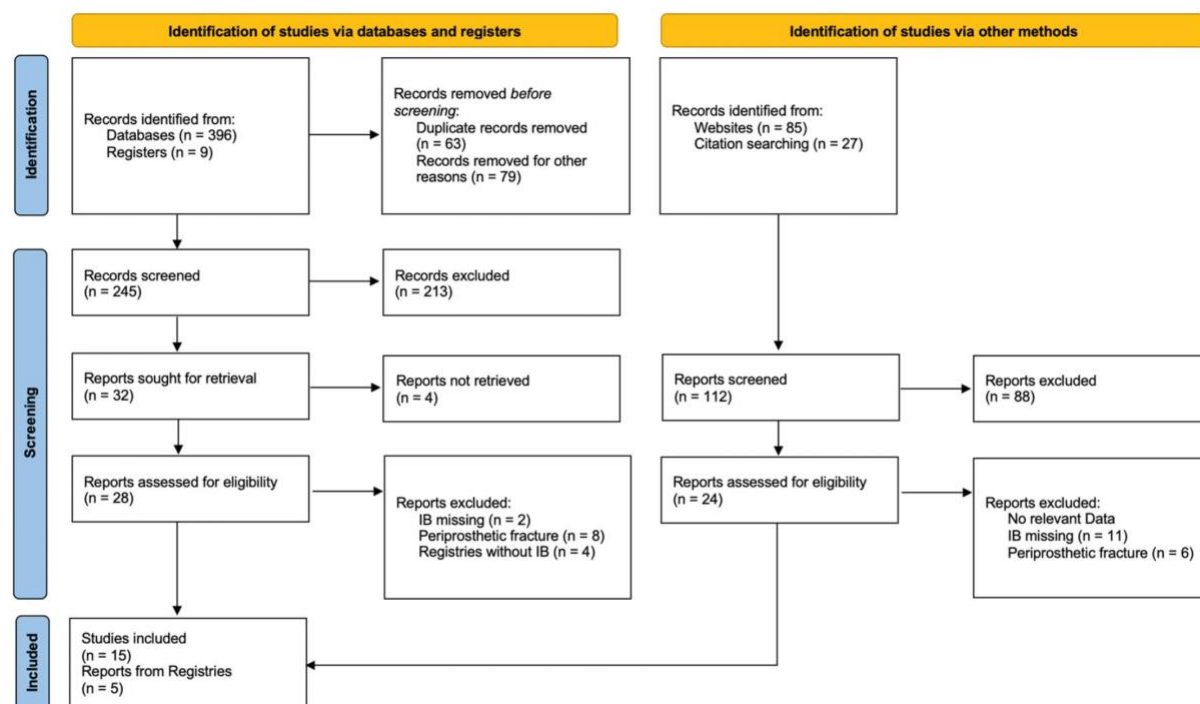 Identification of studies via databases and registers
Identification of studies via other methods
Identification
Records identified from:
Databases (n = 396)
Registers (n = 9)
Records removed before
screening:
Duplicate records removed
(n = 63)
Records removed for other
reasons (n = 79)
Records identified from:
Websites (n = 85)
Citation searching (n = 27)
Screening
Records screened
(n = 245)
Records excluded
(n = 213)
Reports sought for retrieval
(n = 32)
Reports not retrieved
(n = 4)
Reports screened
(n = 112)
Reports excluded
(n = 88)
Reports assessed for eligibility
(n = 28)
Reports excluded:
IB missing (n = 2)
Periprosthetic fracture (n = 8)
Registries without IB (n = 4)
Reports assessed for eligibility
(n = 24)
Reports excluded:
No relevant Data
IB missing (n = 11)
Periprosthetic fracture (n = 6)
Included
Studies included
(n = 15)
Reports from Registries
(n = 5)